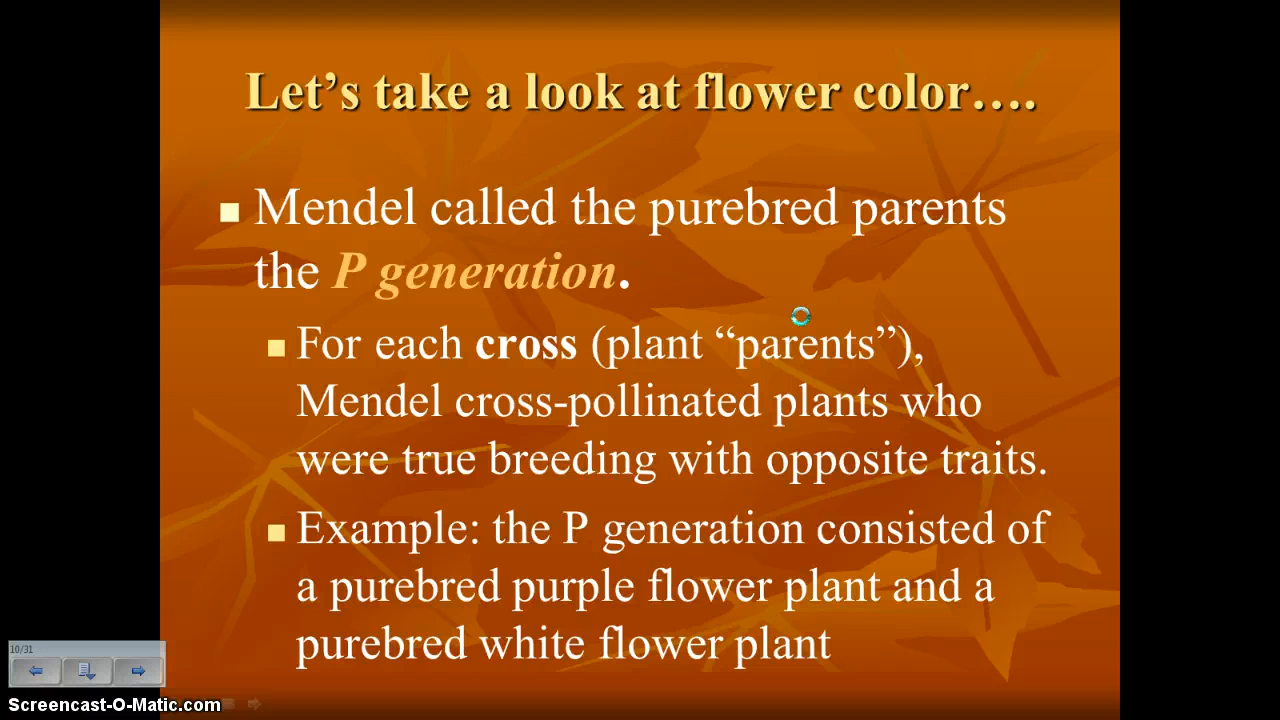 Let’s take a look at flower color….
Mendel called the purebred parents
the P generation.
For each cross (plant “parents”),
Mendel cross-pollinated plants who
were true breeding with opposite traits.
Example: the P generation consisted of
a purebred purple flower plant and a
purebred white flower plant
10/31
Screencast-O-Matic.com